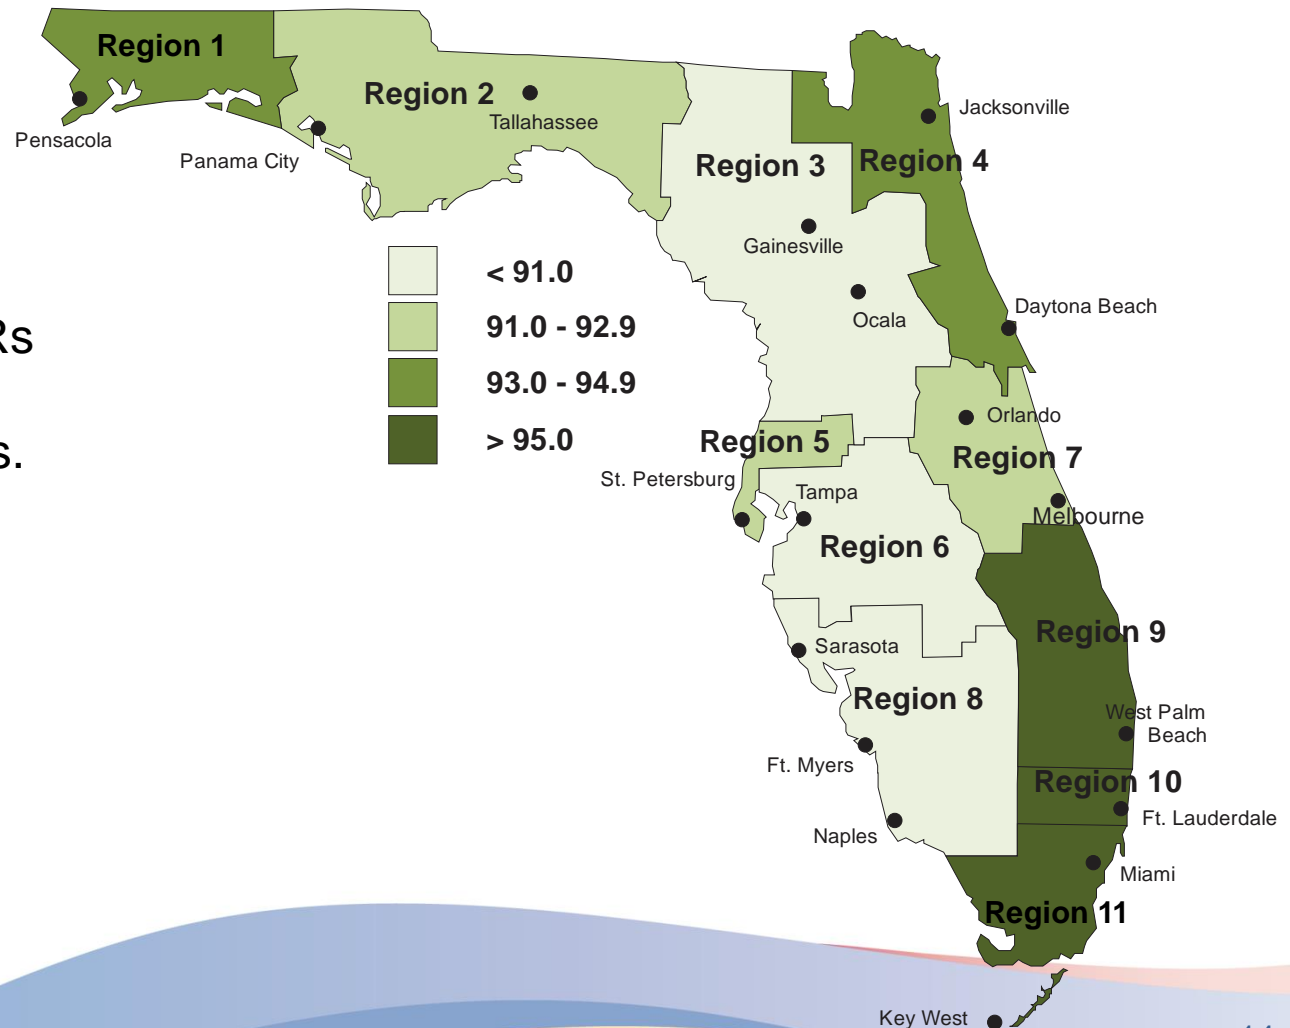 Region 1
Region 2
Tallahassee
Jacksonville
Pensacola
Panama City
Region 3
Region 4
Gainesville
< 91.0
Ocala
Daytona Beach
91.0 - 92.9
Rs
93.0 - 94.9
Orlando
> 95.0
Region 5
s.
Region 7
St. Petersburg
Tampa
Melbourne
Region 6
Region 9
Sarasota
Region 8
West Palm
Beach
Ft. Myers
Region 10
Ft. Lauderdale
Naples
Miami
Region 11
Key West